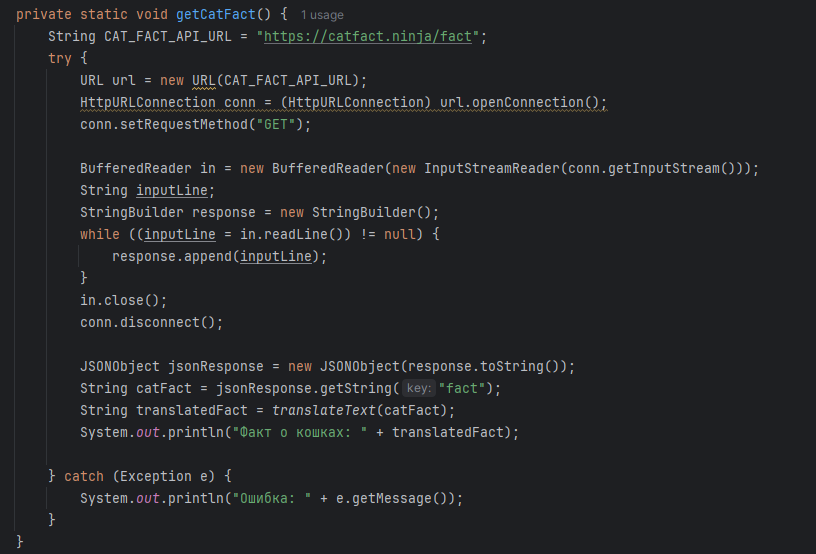 private static void getCatFact() { 1 usage
    String CAT_FACT_API_URL = "https://catfact.ninja/fact";
    try {
        URL url = new URL(CAT_FACT_API_URL);
        HttpURLConnection conn = (HttpURLConnection) url.openConnection();
        conn.setRequestMethod("GET");

        BufferedReader in = new BufferedReader(new InputStreamReader(conn.getInputStream()));
        String inputLine;
        StringBuilder response = new StringBuilder();
        while ((inputLine = in.readLine()) != null) {
            response.append(inputLine);
        }
        in.close();
        conn.disconnect();

        JSONObject jsonResponse = new JSONObject(response.toString());
        String catFact = jsonResponse.getString( key: "fact");
        String translatedFact = translateText(catFact);
        System.out.println("Факт о кошках: " + translatedFact);

    } catch (Exception e) {
        System.out.println("Ошибка: " + e.getMessage());
    }
}